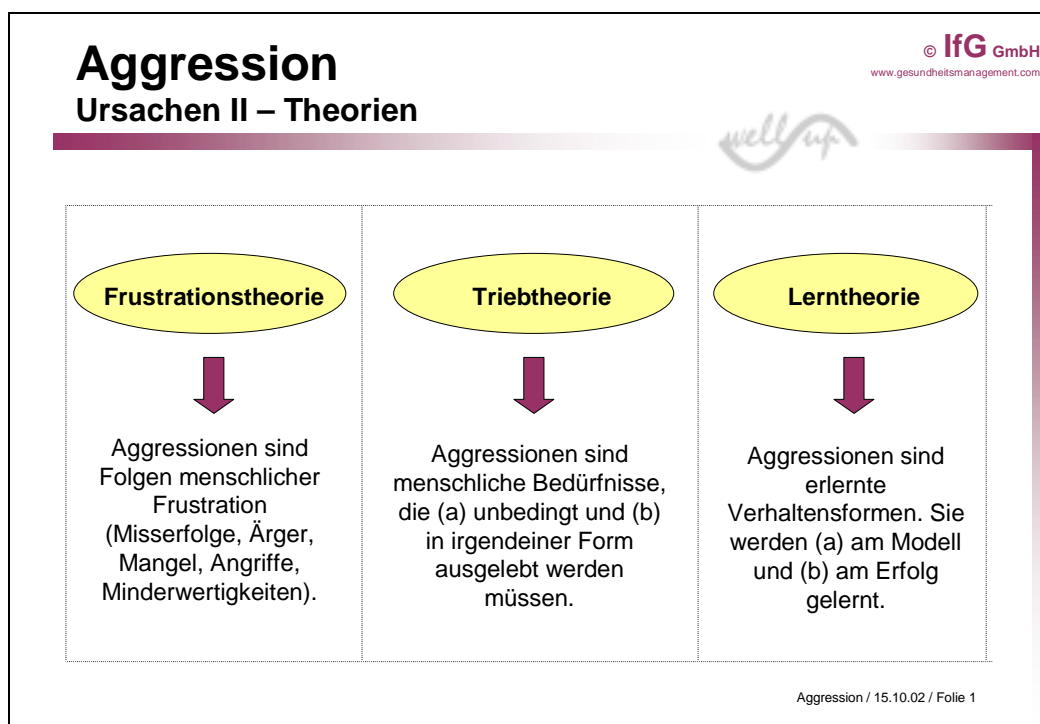 Aggression
Ursachen II – Theorien
© IfG GmbH
www.gesundheitsmanagement.com
well up
Frustrationstheorie
Aggressionen sind
Folgen menschlicher
Frustration
(Misserfolge, Ärger,
Mangel, Angriffe,
Minderwertigkeiten).
Triebtheorie
Aggressionen sind
menschliche Bedürfnisse,
die (a) unbedingt und (b)
in irgendeiner Form
ausgelebt werden
müssen.
Lerntheorie
Aggressionen sind
erlernte
Verhaltensformen. Sie
werden (a) am Modell
und (b) am Erfolg
gelernt.
Aggression / 15.10.02 / Folie 1